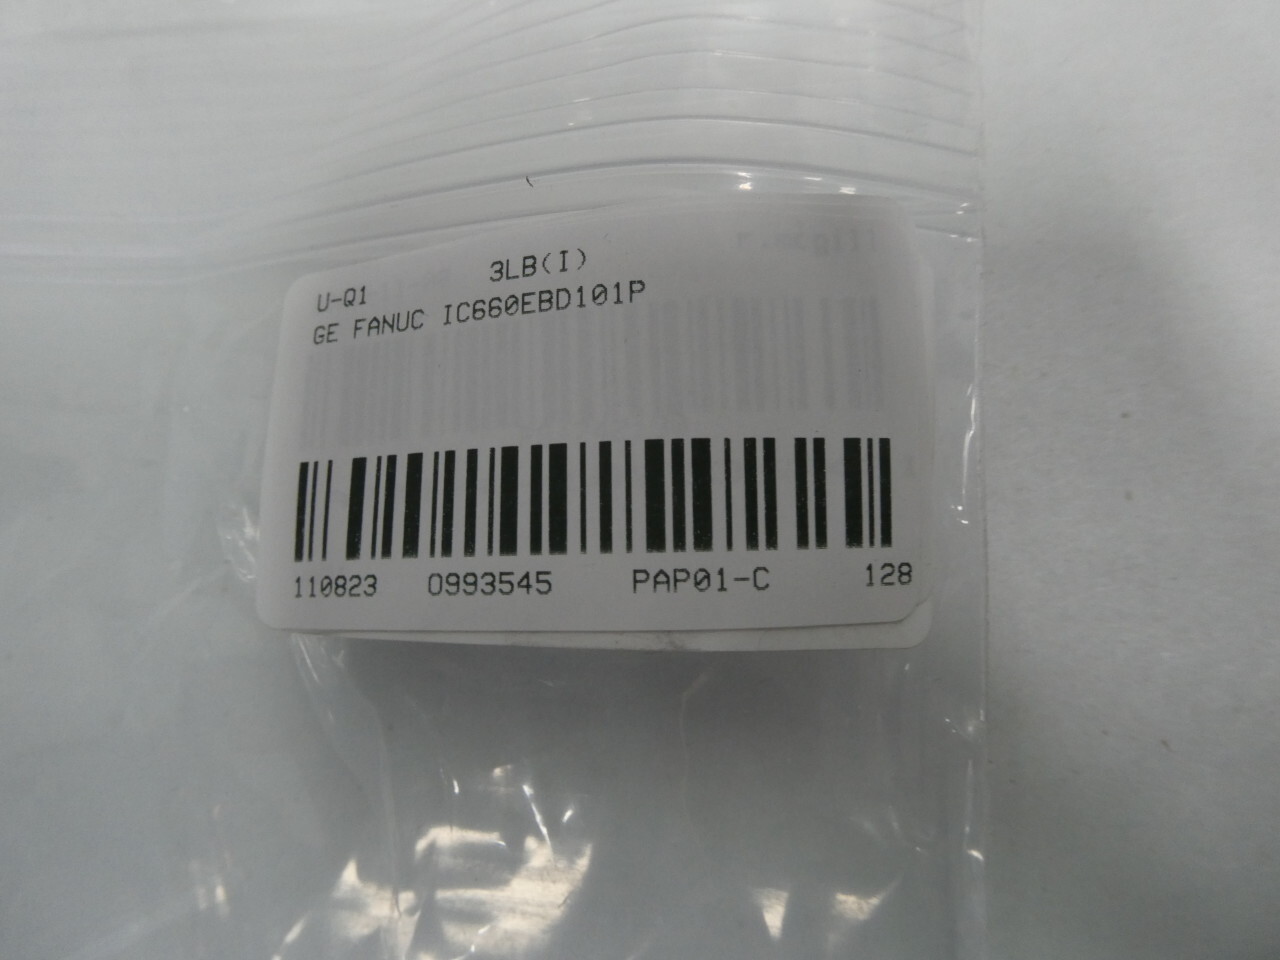 U-Q1 3LB(I)
GE FANUC IC660EBD101P
110823 0993545 PAP01-C 128